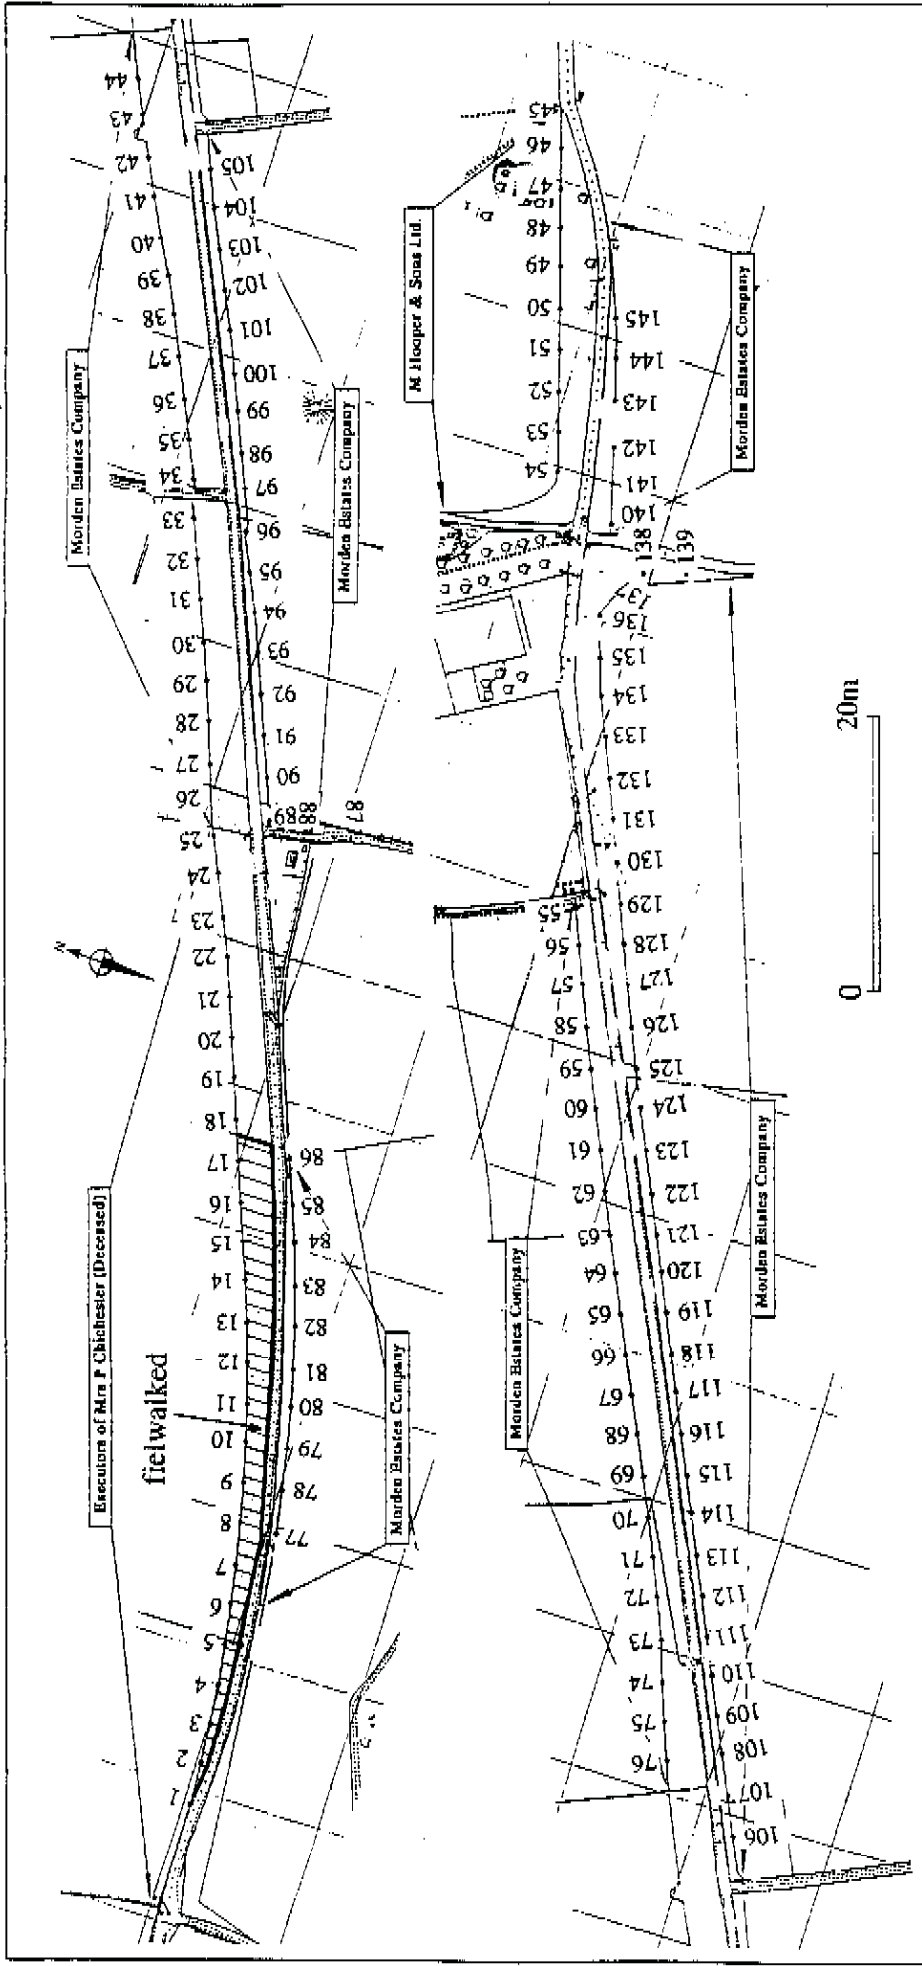 Executors of Mrs P Chichester (Deceased)
fielwalked
Morden Estates Company
Morden Estates Company
Morden Estates Company
N
1 2 3 4 5 6 7 8 9 10 11 12 13 14 15 16 17 18 19 20 21 22 23 24 25 26 27 28 29 30 31 32 33 34 35 36 37 38 39 40 41 42 43 44
77 78 79 80 81 82 83 84 85 86 87 88 89 90 91 92 93 94 95 96 97 98 99 100 101 102 103 104 105
M Hooper & Sons Ltd.
Morden Estates Company
Morden Estates Company
Morden Estates Company
76 75 74 73 72 71 70 69 68 67 66 65 64 63 62 61 60 59 58 57 56 55 54 53 52 51 50 49 48 47 46 45
106 107 108 109 110 111 112 113 114 115 116 117 118 119 120 121 122 123 124 125 126 127 128 129 130 131 132 133 134 135 136 137 138 139 140 141 142 143 144 145
0 20m